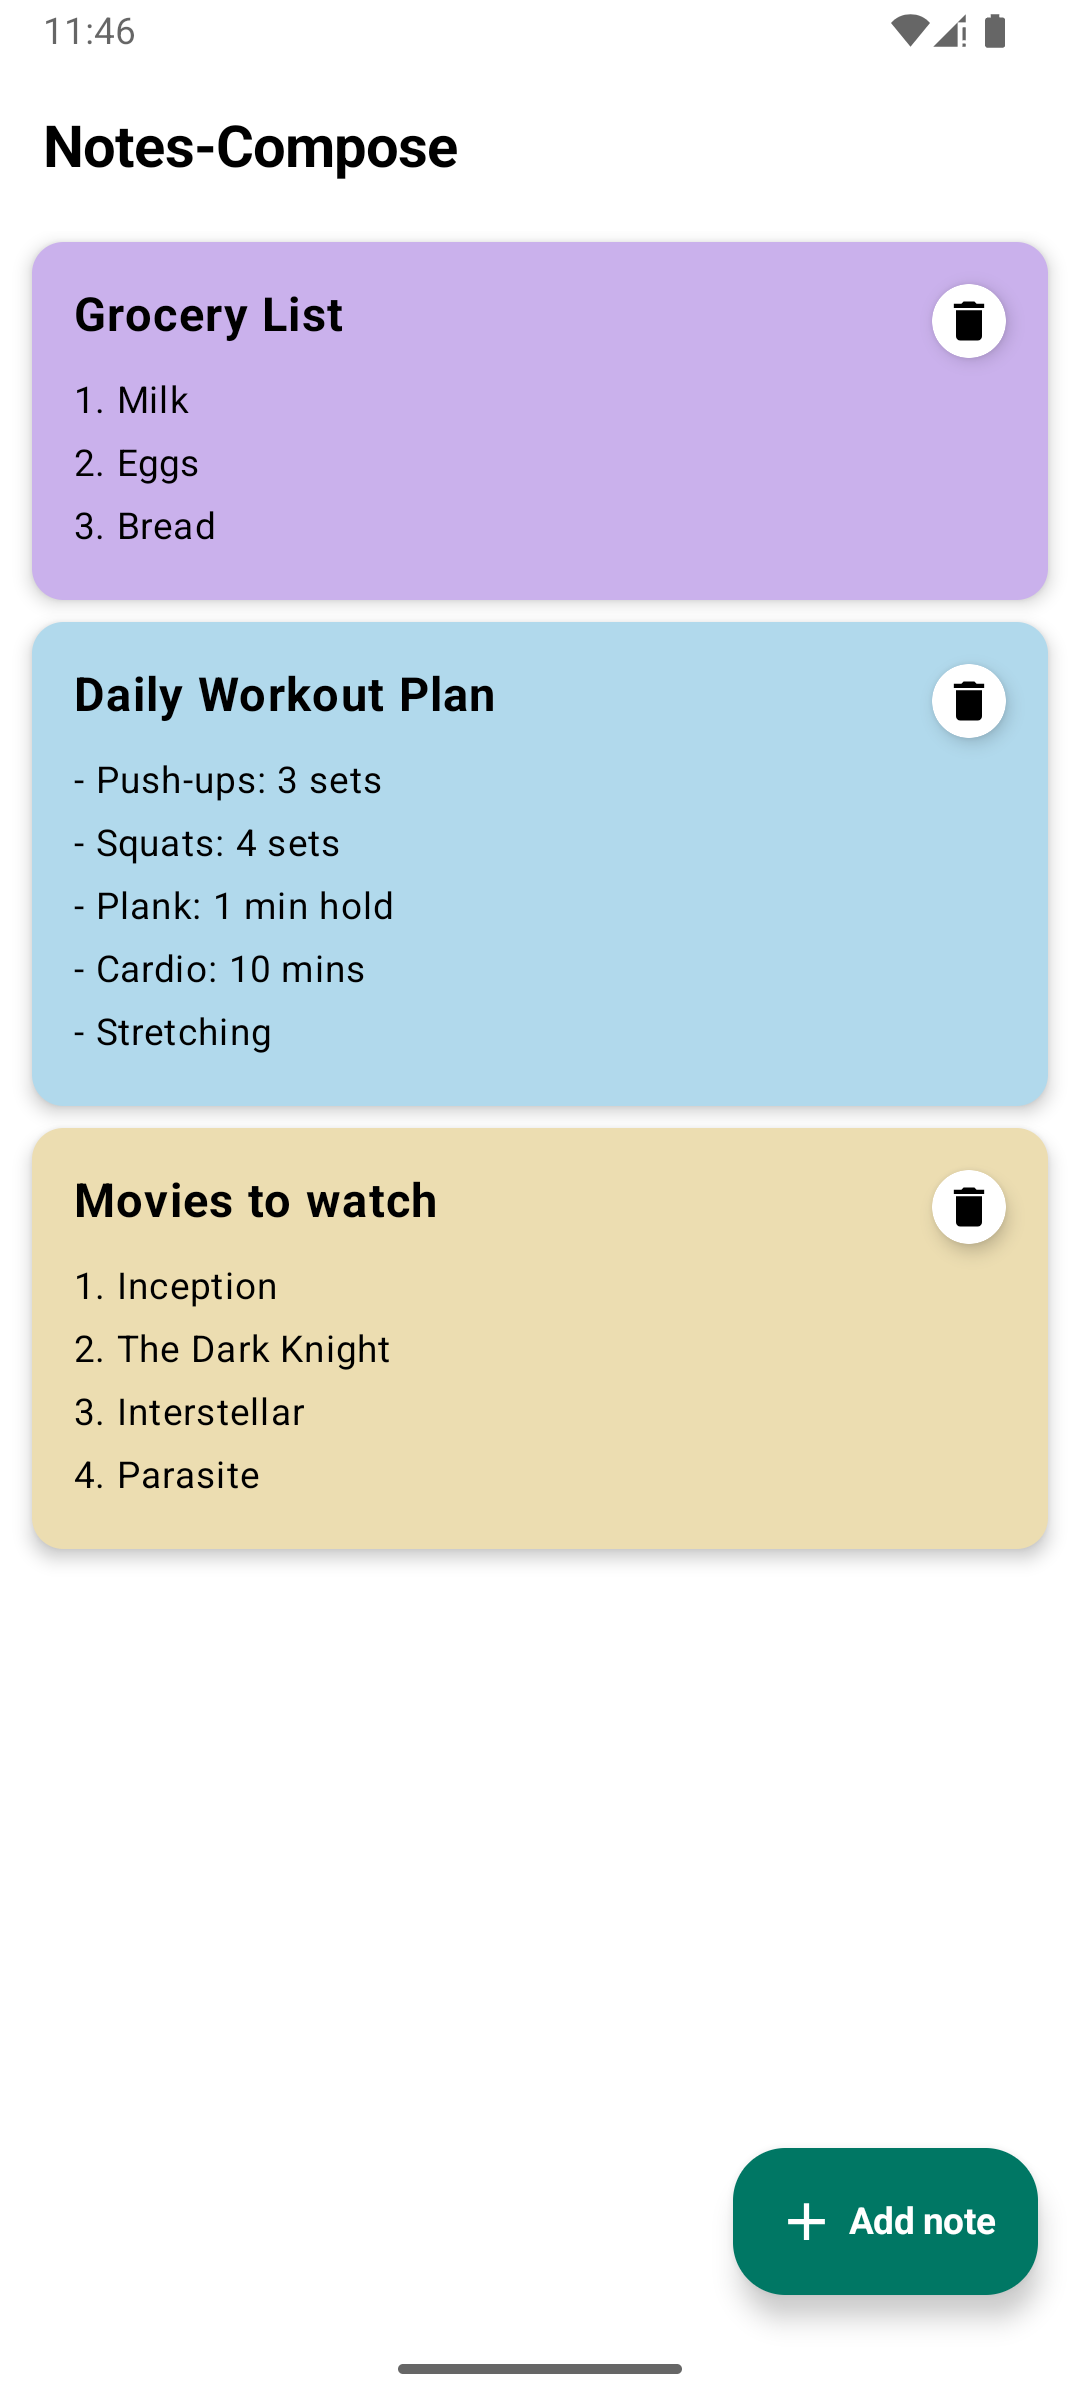 11:46
Notes-Compose
Grocery List
1. Milk
2. Eggs
3. Bread
Daily Workout Plan
- Push-ups: 3 sets
- Squats: 4 sets
- Plank: 1 min hold
- Cardio: 10 mins
- Stretching
Movies to watch
1. Inception
2. The Dark Knight
3. Interstellar
4. Parasite
Add note